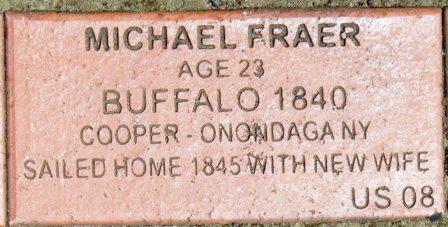 MICHAEL FRAER
AGE 23
BUFFALO 1840
COOPER - ONONDAGA NY
SAILED HOME 1845 WITH NEW WIFE
US 08